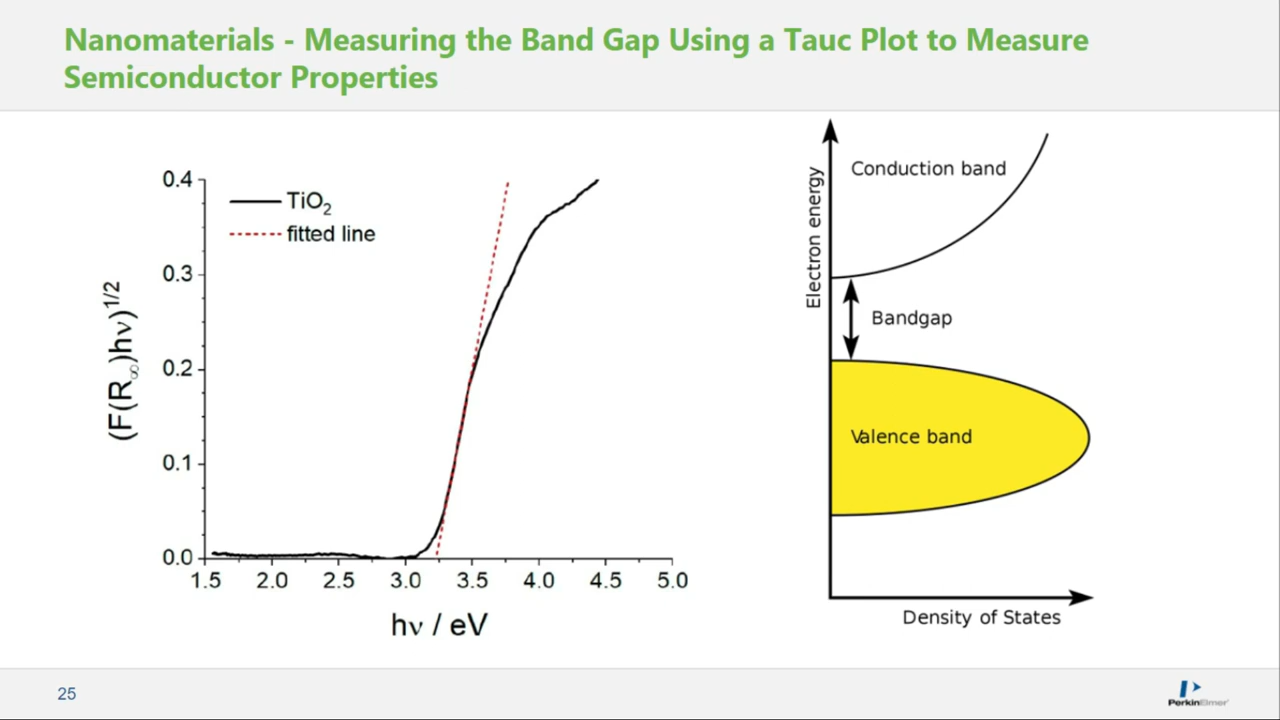 Nanomaterials - Measuring the Band Gap Using a Tauc Plot to Measure
Semiconductor Properties
(F(R∞)hν)^1/2
0.4
0.3
0.2
0.1
0.0
TiO₂
fitted line
1.5 2.0 2.5 3.0 3.5 4.0 4.5 5.0
hν / eV
Electron energy
Conduction band
Bandgap
Valence band
Density of States
25
PerkinElmer